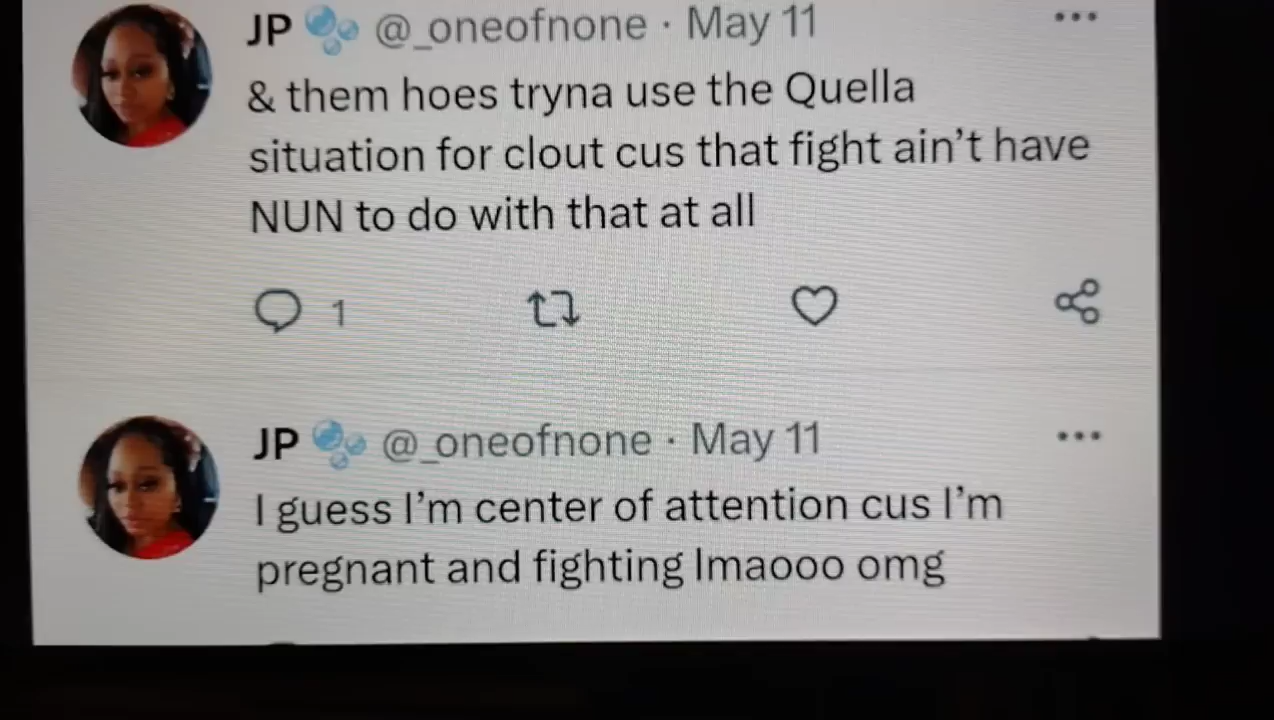 JP 🫧 @_oneofnone · May 11
& them hoes tryna use the Quella
situation for clout cus that fight ain't have
NUN to do with that at all
1
JP 🫧 @_oneofnone · May 11
I guess I'm center of attention cus I'm
pregnant and fighting lmaooo omg